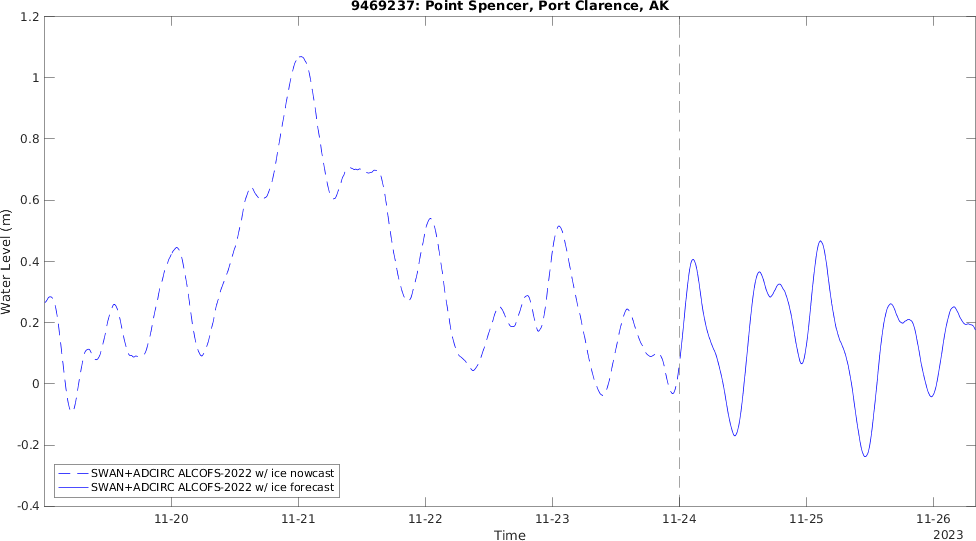 9469237: Point Spencer, Port Clarence, AK
1.2
1
0.8
0.6
0.4
0.2
0
-0.2
-0.4
Water Level (m)
SWAN+ADCIRC ALCOFS-2022 w/ ice nowcast
SWAN+ADCIRC ALCOFS-2022 w/ ice forecast
11-20 11-21 11-22 11-23 11-24 11-25 11-26
Time
2023